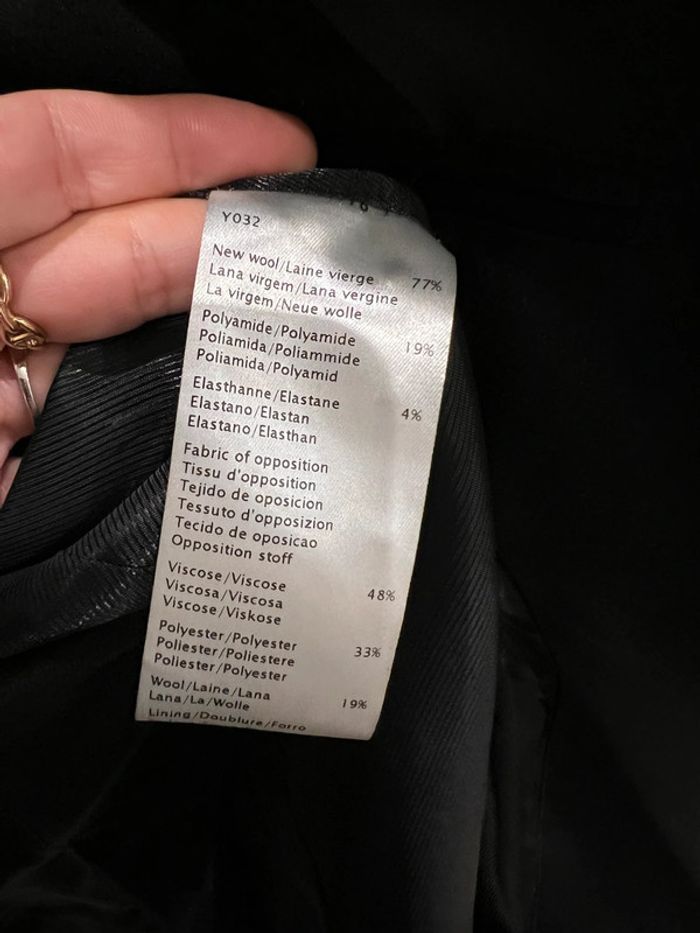 Y032
New wool/Laine vierge 77%
Lana virgem/Lana vergine
La virgem/Neue wolle
Polyamide/Polyamide 19%
Poliamida/Poliammide
Poliamida/Polyamid
Elasthanne/Elastane 4%
Elastano/Elastan
Elastano/Elasthan
Fabric of opposition
Tissu d'opposition
Tejido de oposicion
Tessuto d'opposizion
Tecido de oposicao
Opposition stoff
Viscose/Viscose 48%
Viscosa/Viscosa
Viscose/Viskose
Polyester/Polyester 33%
Poliester/Poliestere
Poliester/Polyester
Wool/Laine/Lana 19%
Lana/La/Wolle
Lining/Doublure/Forro